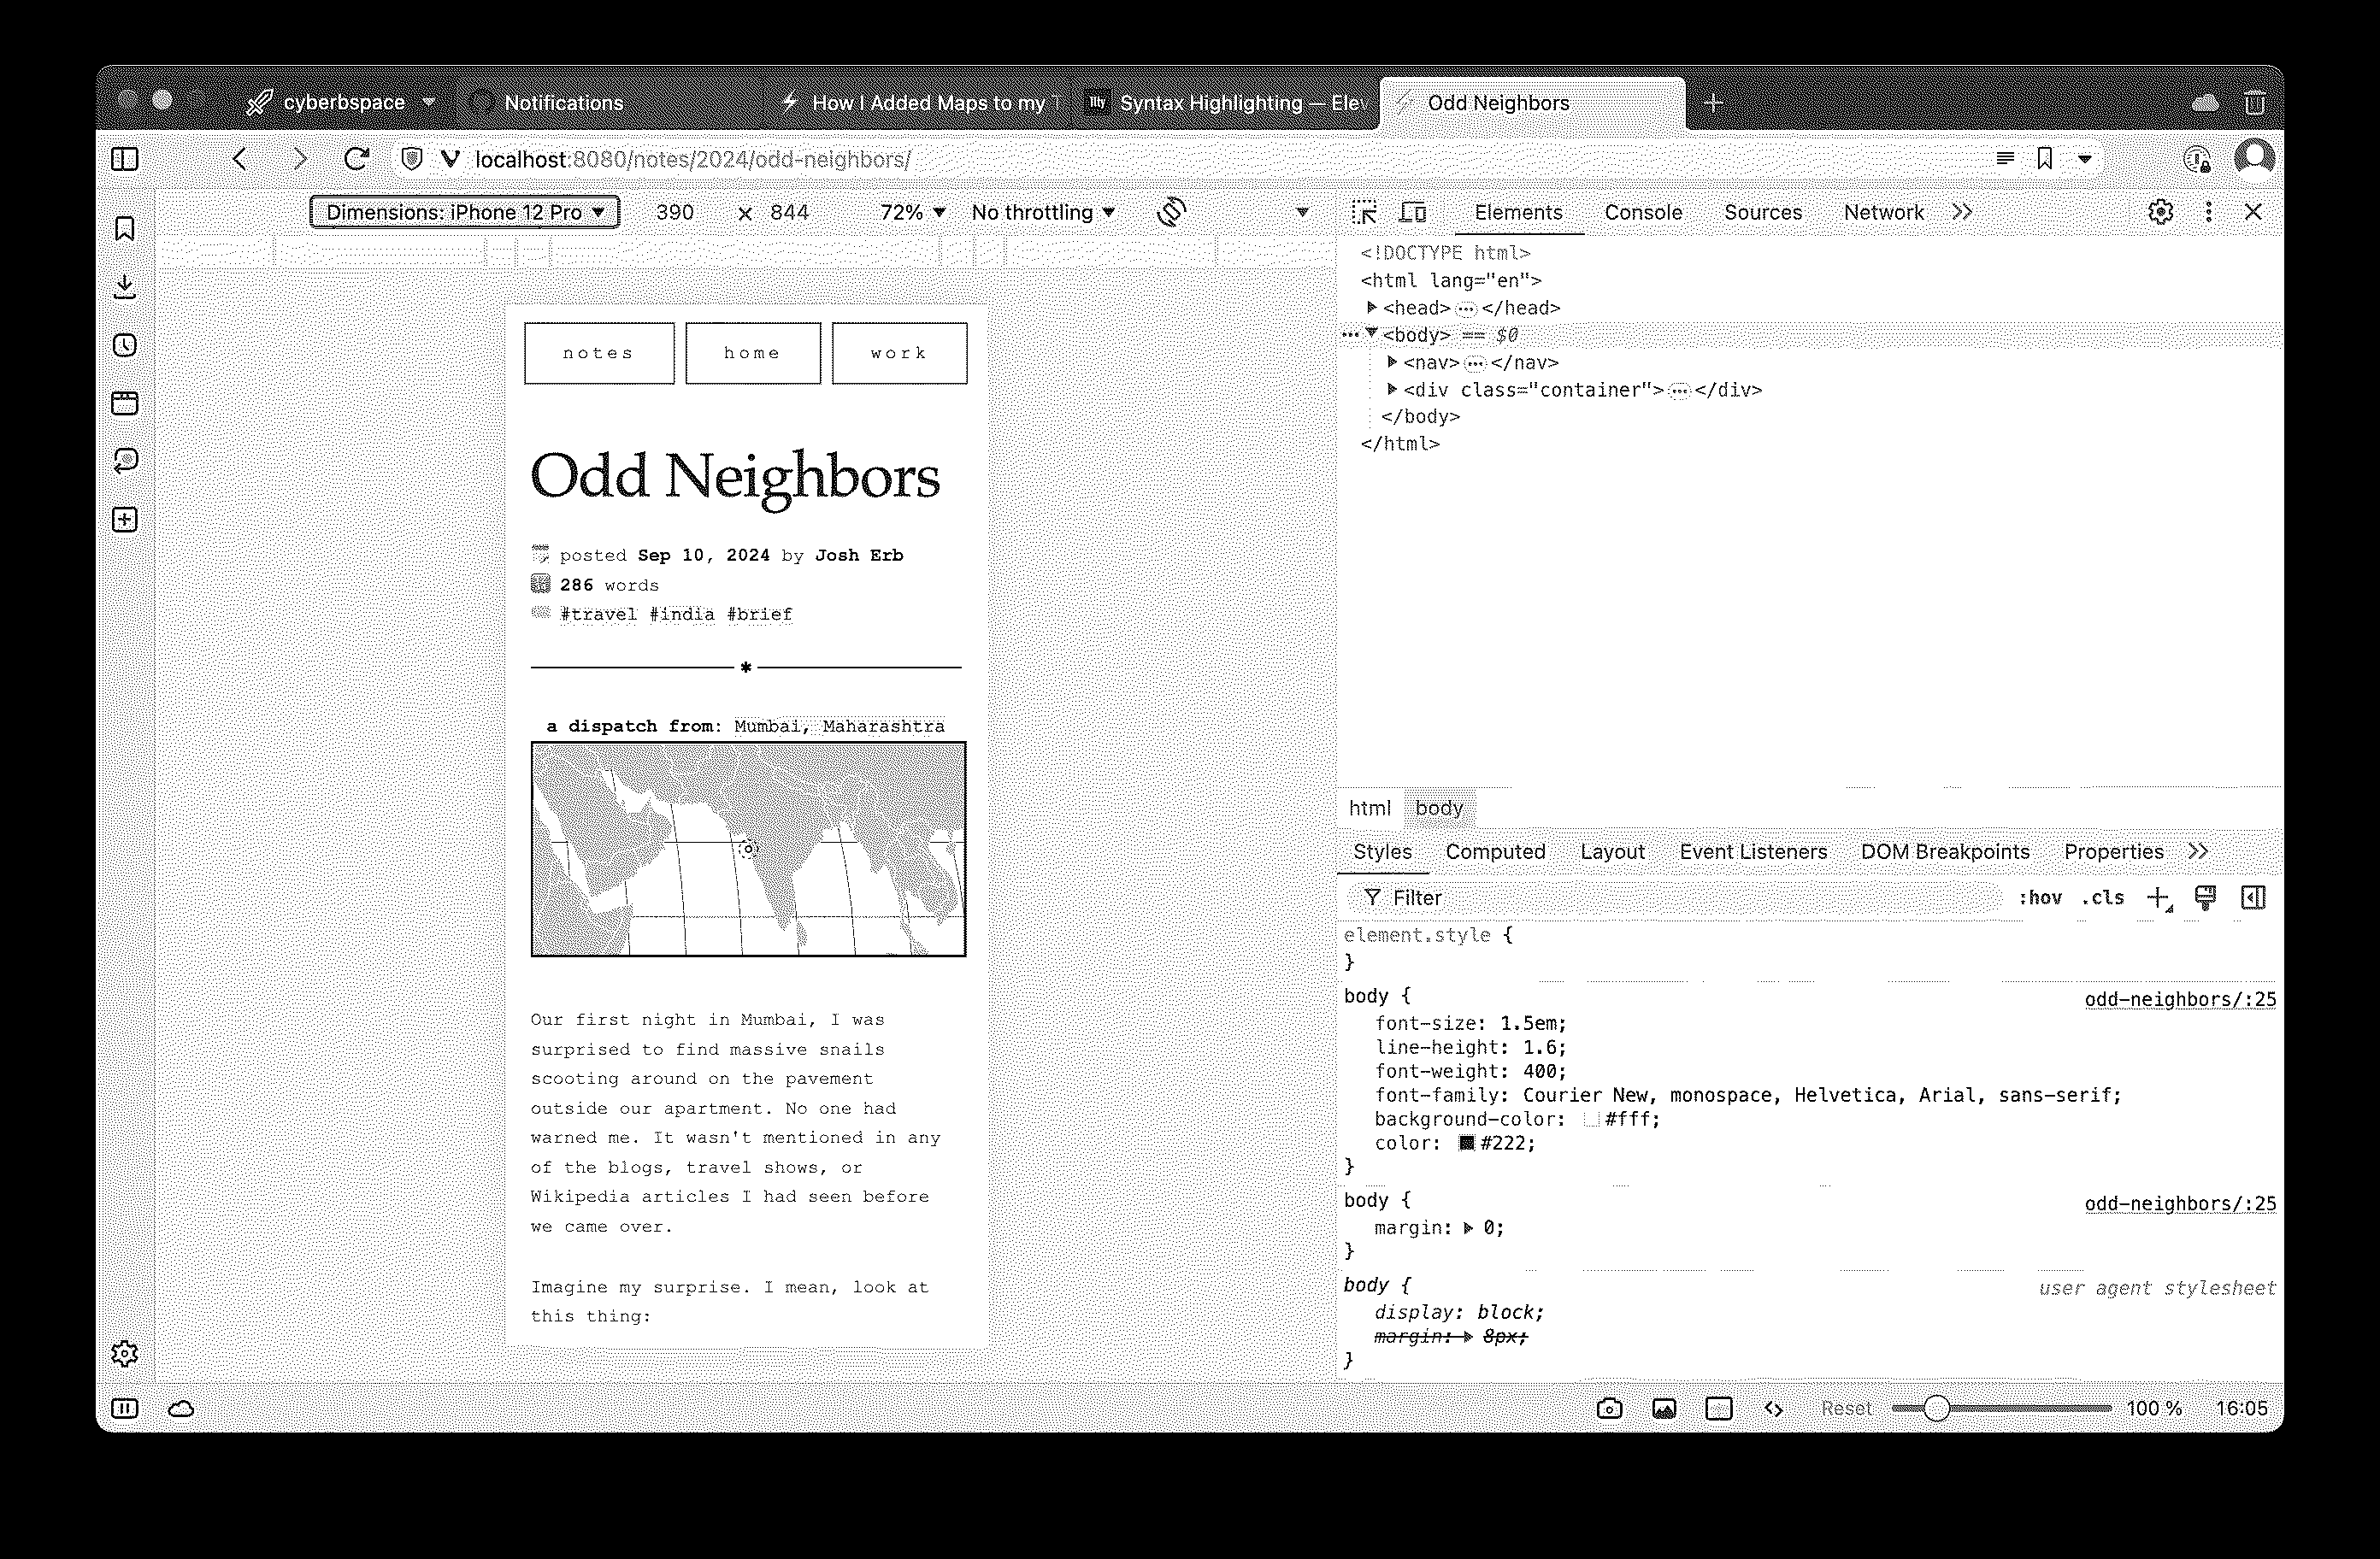 cyberbspace
Notifications
How I Added Maps to my
11ty
Syntax Highlighting — Elev
Odd Neighbors
localhost:8080/notes/2024/odd-neighbors/
Dimensions: iPhone 12 Pro 390 × 844 72% No throttling
Elements Console Sources Network
<!DOCTYPE html>
<html lang="en">
<head>…</head>
<body> == $0
<nav>…</nav>
<div class="container">…</div>
</body>
</html>
notes home work
Odd Neighbors
posted Sep 10, 2024 by Josh Erb
286 words
#travel #india #brief
*
a dispatch from: Mumbai, Maharashtra
Our first night in Mumbai, I was
surprised to find massive snails
scooting around on the pavement
outside our apartment. No one had
warned me. It wasn't mentioned in any
of the blogs, travel shows, or
Wikipedia articles I had seen before
we came over.
Imagine my surprise. I mean, look at
this thing:
html body
Styles Computed Layout Event Listeners DOM Breakpoints Properties
Filter :hov .cls
element.style {
}
body { odd-neighbors/:25
font-size: 1.5em;
line-height: 1.6;
font-weight: 400;
font-family: Courier New, monospace, Helvetica, Arial, sans-serif;
background-color: #fff;
color: #222;
}
body { odd-neighbors/:25
margin: 0;
}
body { user agent stylesheet
display: block;
margin: 8px;
}
Reset 100 % 16:05